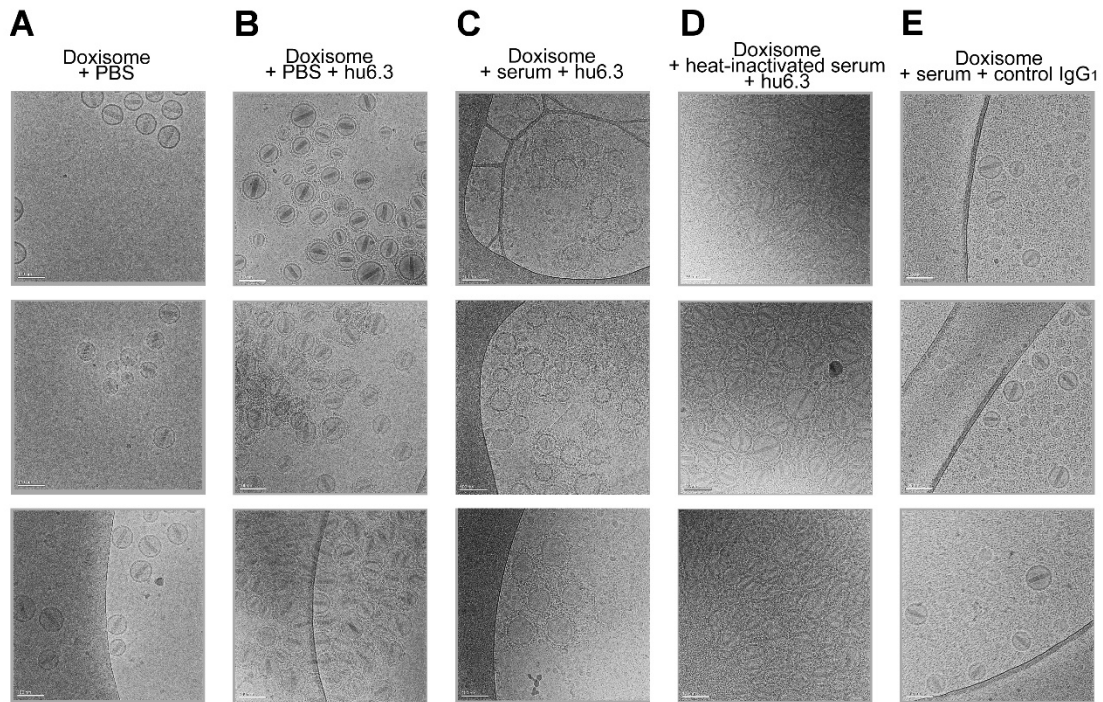 A
Doxisome
+ PBS
B
Doxisome
+ PBS + hu6.3
C
Doxisome
+ serum + hu6.3
D
Doxisome
+ heat-inactivated serum
+ hu6.3
E
Doxisome
+ serum + control IgG₁